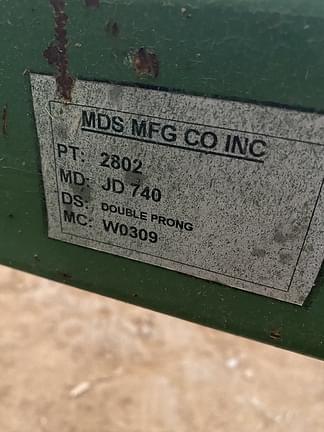 MDS MFG CO INC
PT: 2802
MD: JD 740
DS: DOUBLE PRONG
MC: W0309